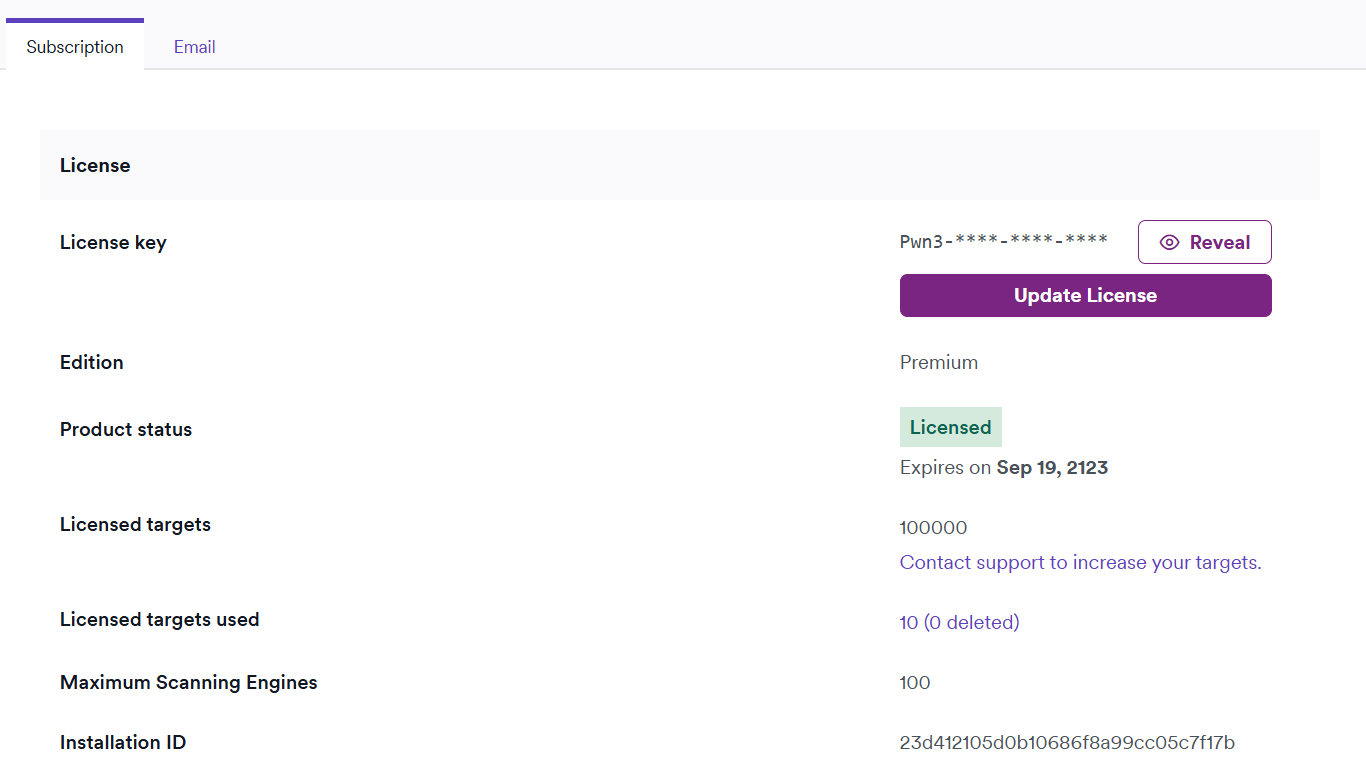 Subscription
Email
License
License key
Pwn3-****-****-****
Reveal
Update License
Edition
Premium
Product status
Licensed
Expires on Sep 19, 2123
Licensed targets
100000
Contact support to increase your targets.
Licensed targets used
10 (0 deleted)
Maximum Scanning Engines
100
Installation ID
23d412105d0b10686f8a99cc05c7f17b